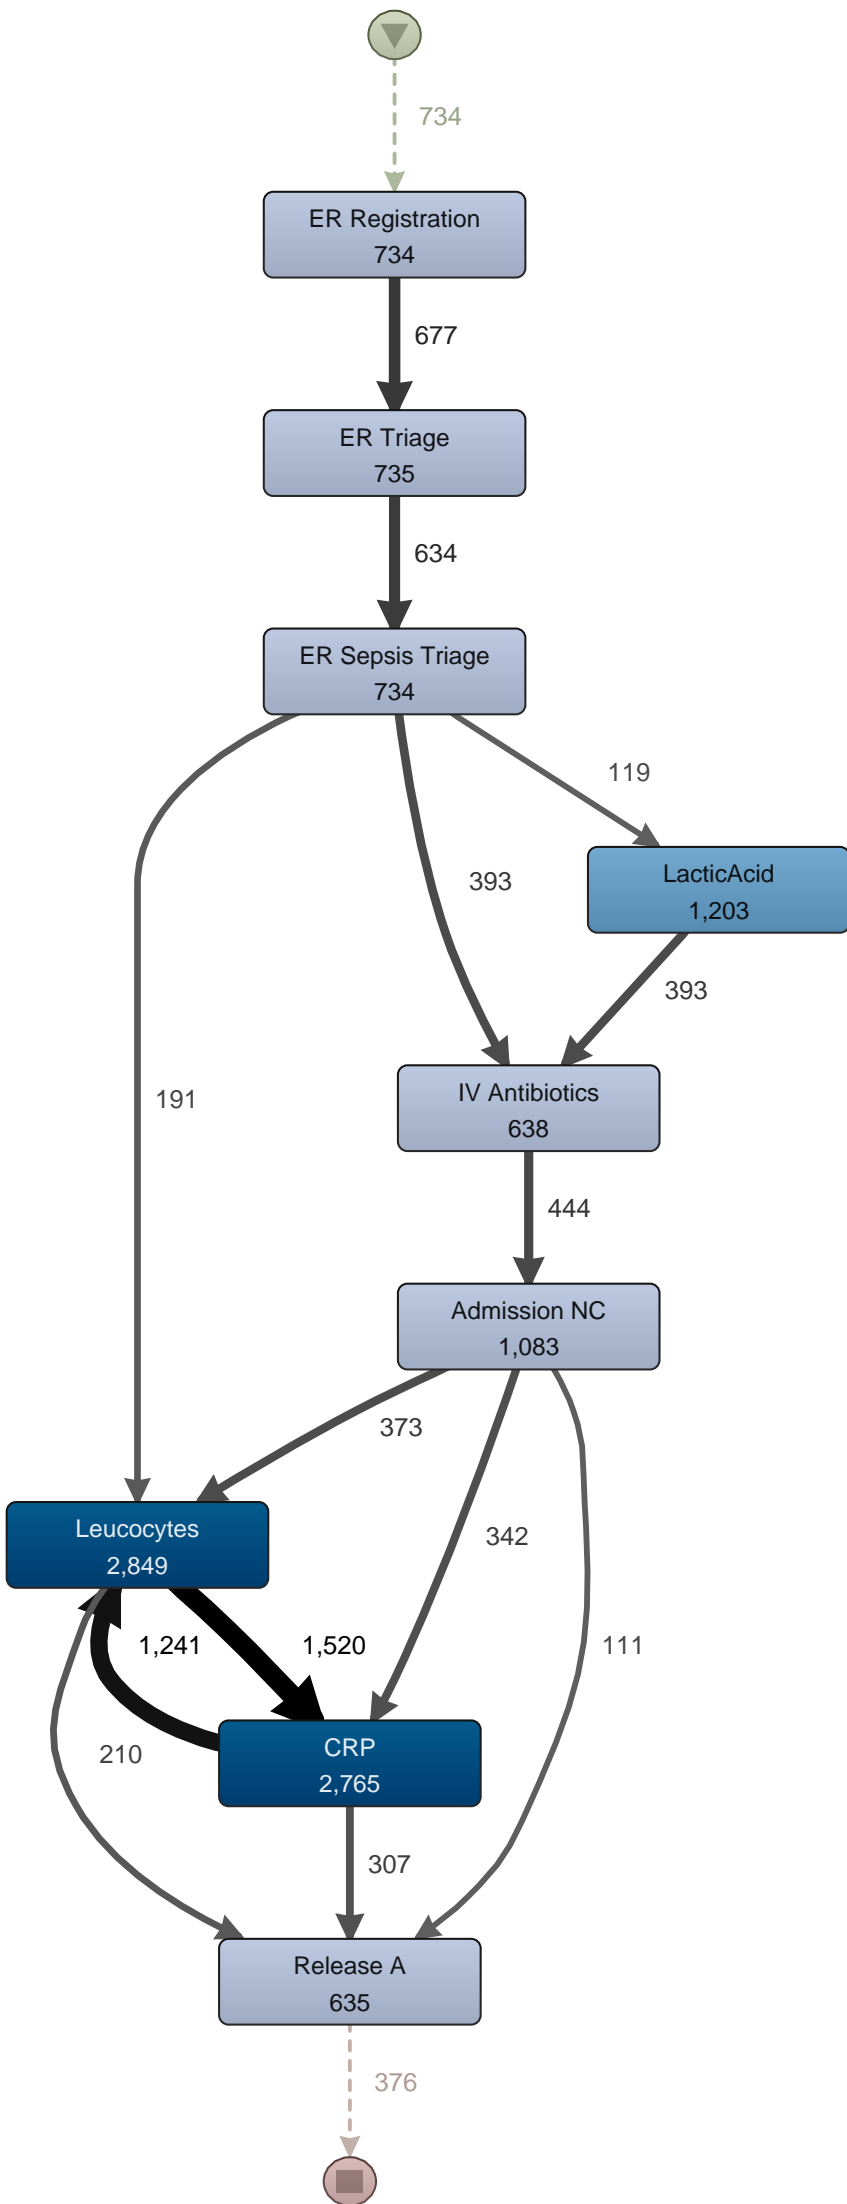 734
ER Registration
734
677
ER Triage
735
634
ER Sepsis Triage
734
119
393
LacticAcid
1,203
393
191
IV Antibiotics
638
444
Admission NC
1,083
373
342
Leucocytes
2,849
1,241
1,520
111
210
CRP
2,765
307
Release A
635
376